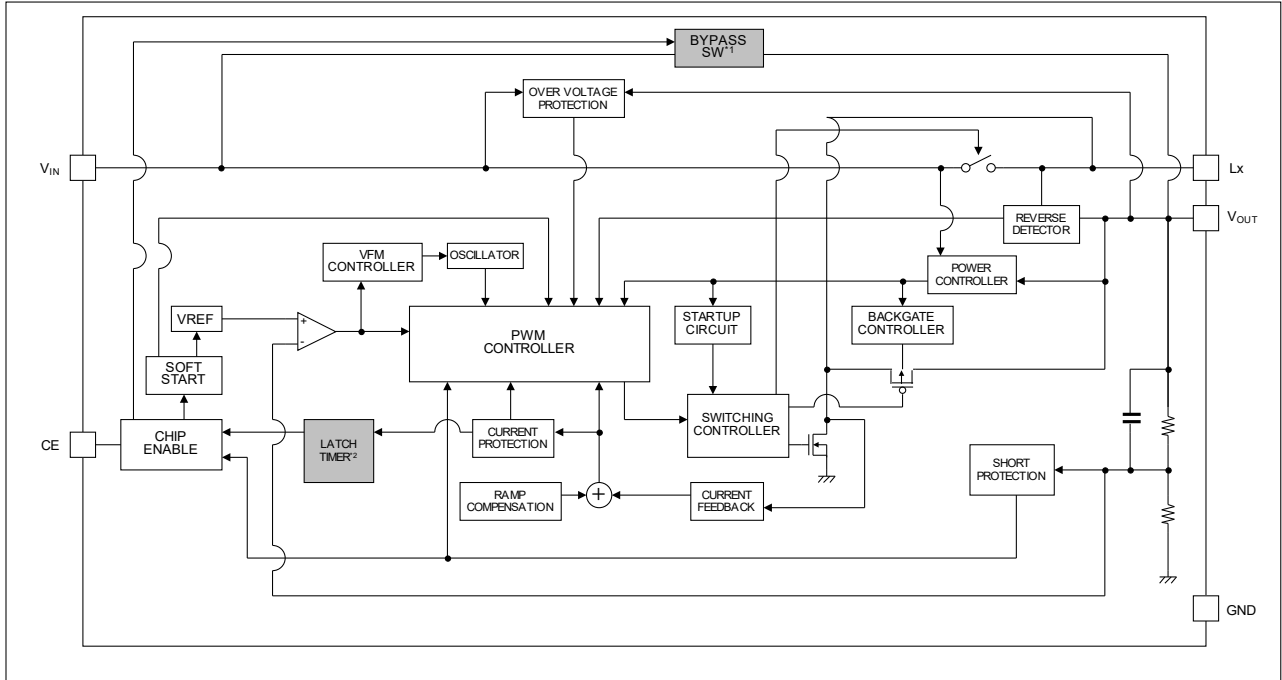 BYPASS
SW*1
OVER VOLTAGE
PROTECTION
VIN
Lx
VOUT
REVERSE
DETECTOR
VFM
CONTROLLER
OSCILLATOR
POWER
CONTROLLER
VREF
+
-
PWM
CONTROLLER
STARTUP
CIRCUIT
BACKGATE
CONTROLLER
SOFT
START
CE
CHIP
ENABLE
LATCH
TIMER*2
CURRENT
PROTECTION
SWITCHING
CONTROLLER
SHORT
PROTECTION
RAMP
COMPENSATION
+
CURRENT
FEEDBACK
GND